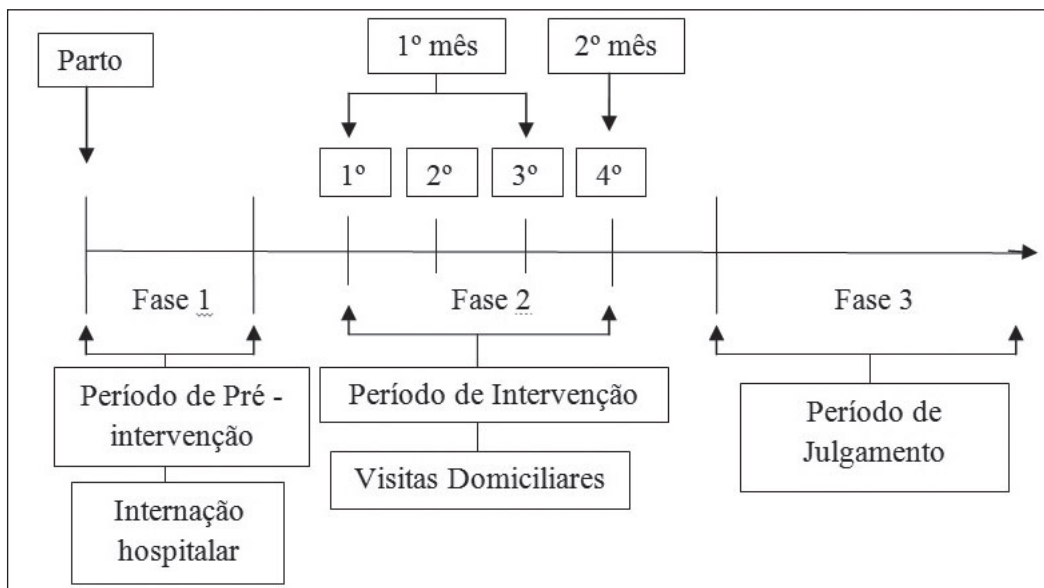 Parto
1º mês
2º mês
1º
2º
3º
4º
Fase 1
Fase 2
Fase 3
Período de Pré -
intervenção
Internação
hospitalar
Período de Intervenção
Visitas Domiciliares
Período de
Julgamento